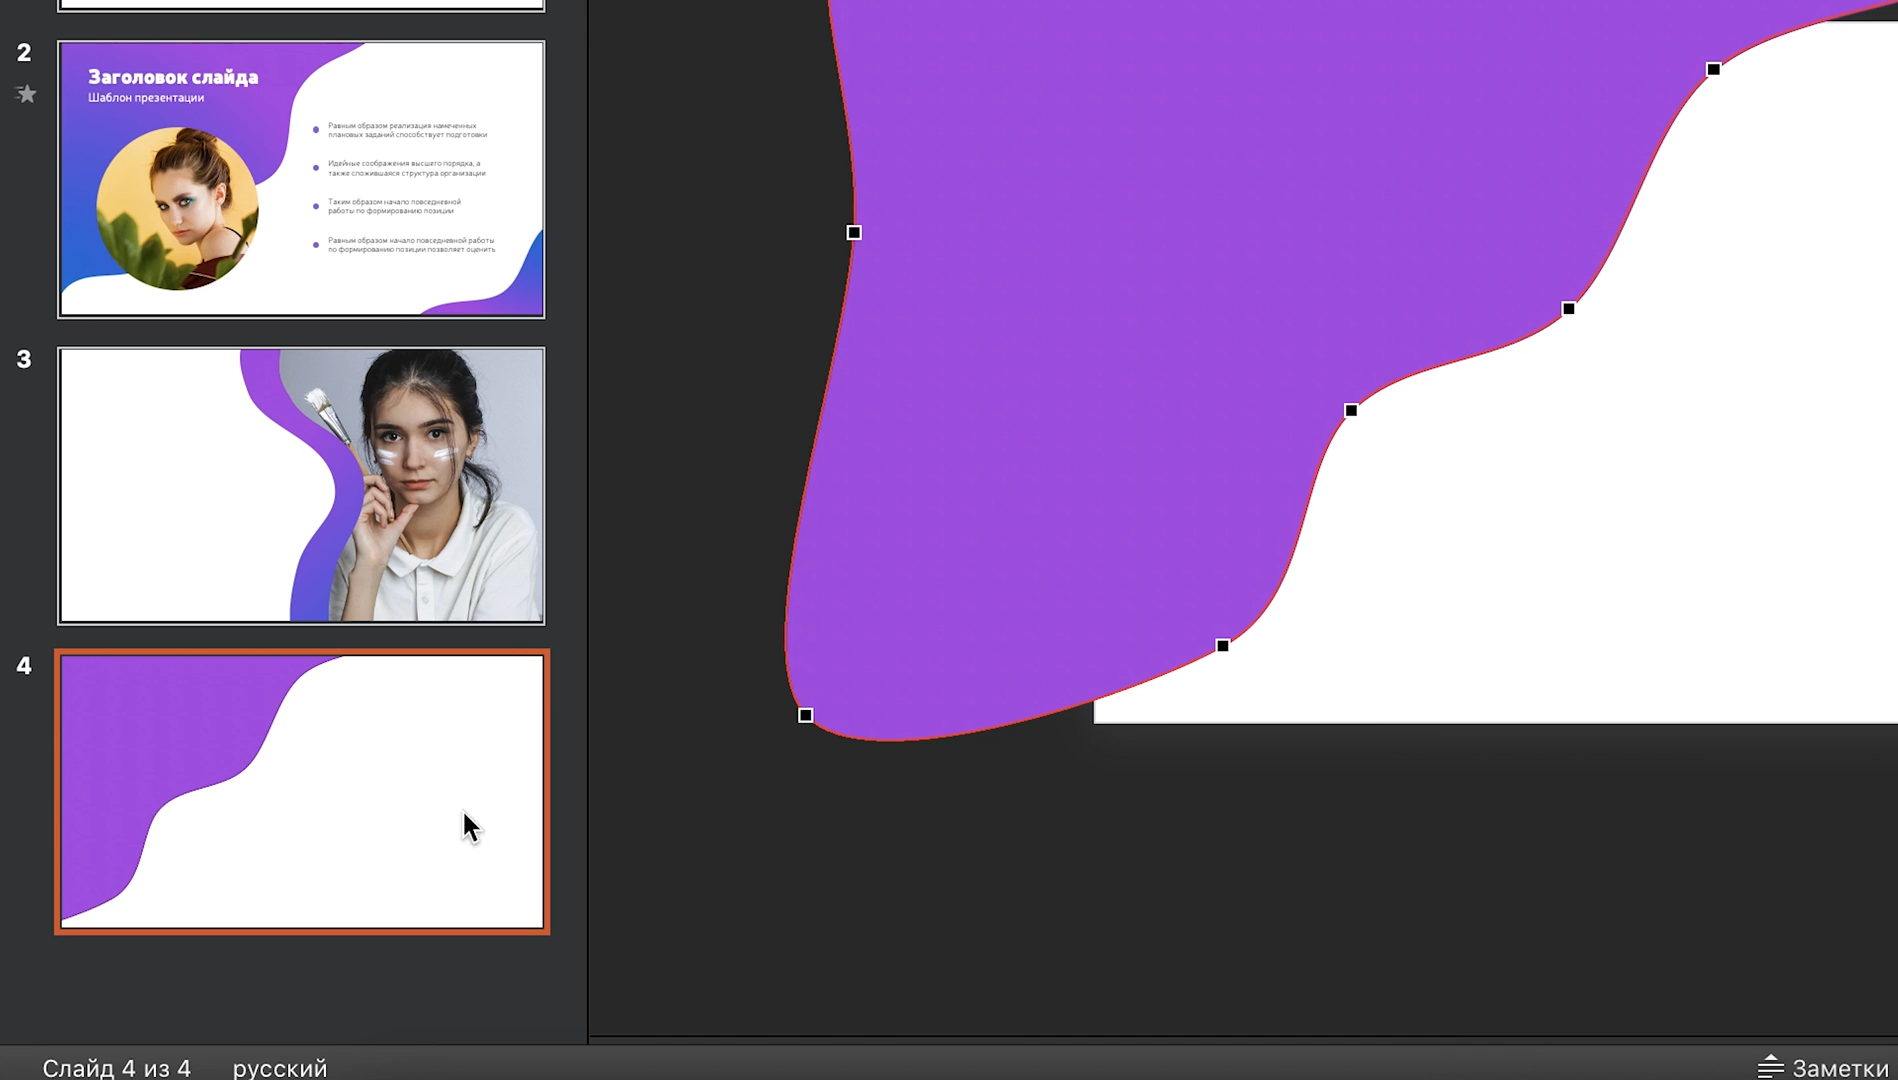 2
Заголовок слайда
Шаблон презентации
Равным образом реализация намеченных
плановых заданий способствует подготовки
Идейные соображения высшего порядка, а
также сложившаяся структура организации
Таким образом начало повседневной
работы по формированию позиции
Равным образом начало повседневной работы
по формированию позиции позволяет оценить
3
4
Слайд 4 из 4
русский
Заметки